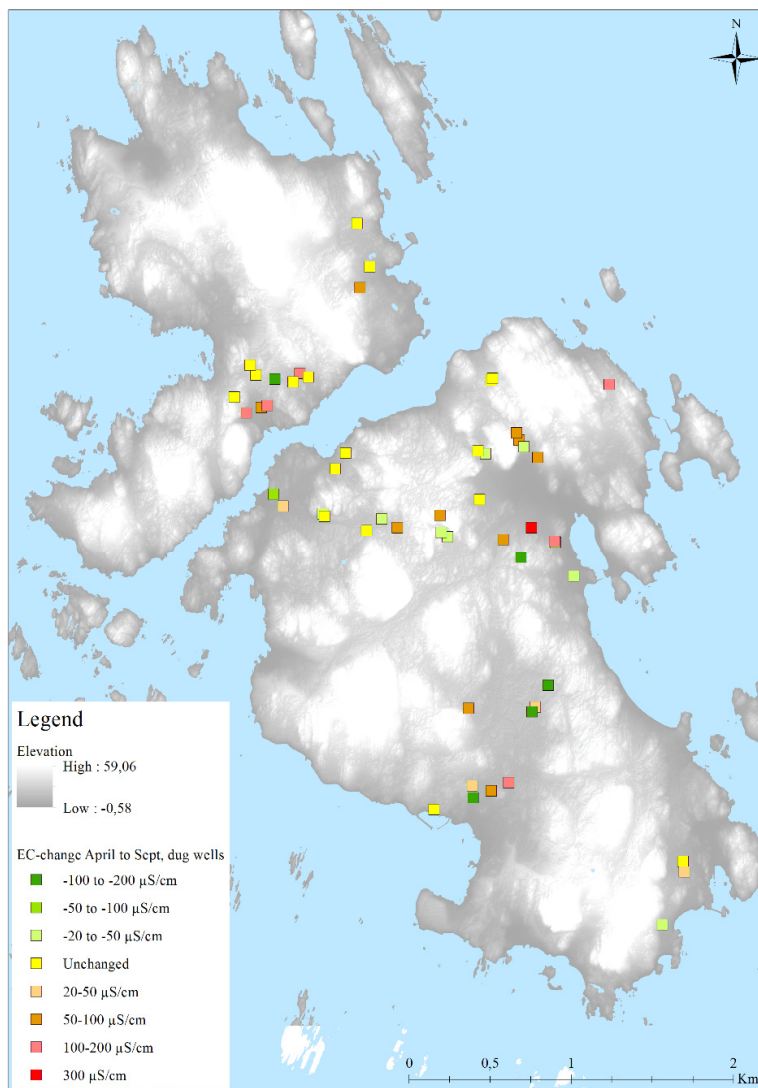 N
Legend
Elevation
High : 59,06
Low : -0,58
EC-change April to Sept, dug wells
-100 to -200 µS/cm
-50 to -100 µS/cm
-20 to -50 µS/cm
Unchanged
20-50 µS/cm
50-100 µS/cm
100-200 µS/cm
300 µS/cm
0 0,5 1 2
Km